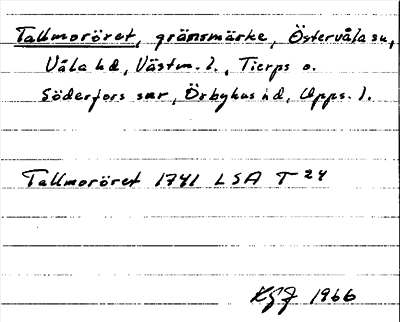 Tallmoröret, gränsmärke, Östervåla sn,
Våla hd, Västm. l., Tierps o.
Söderfors snr, Örbyhus hd, Upps. l.
Tallmoröret 1741 LSA T 24
1966